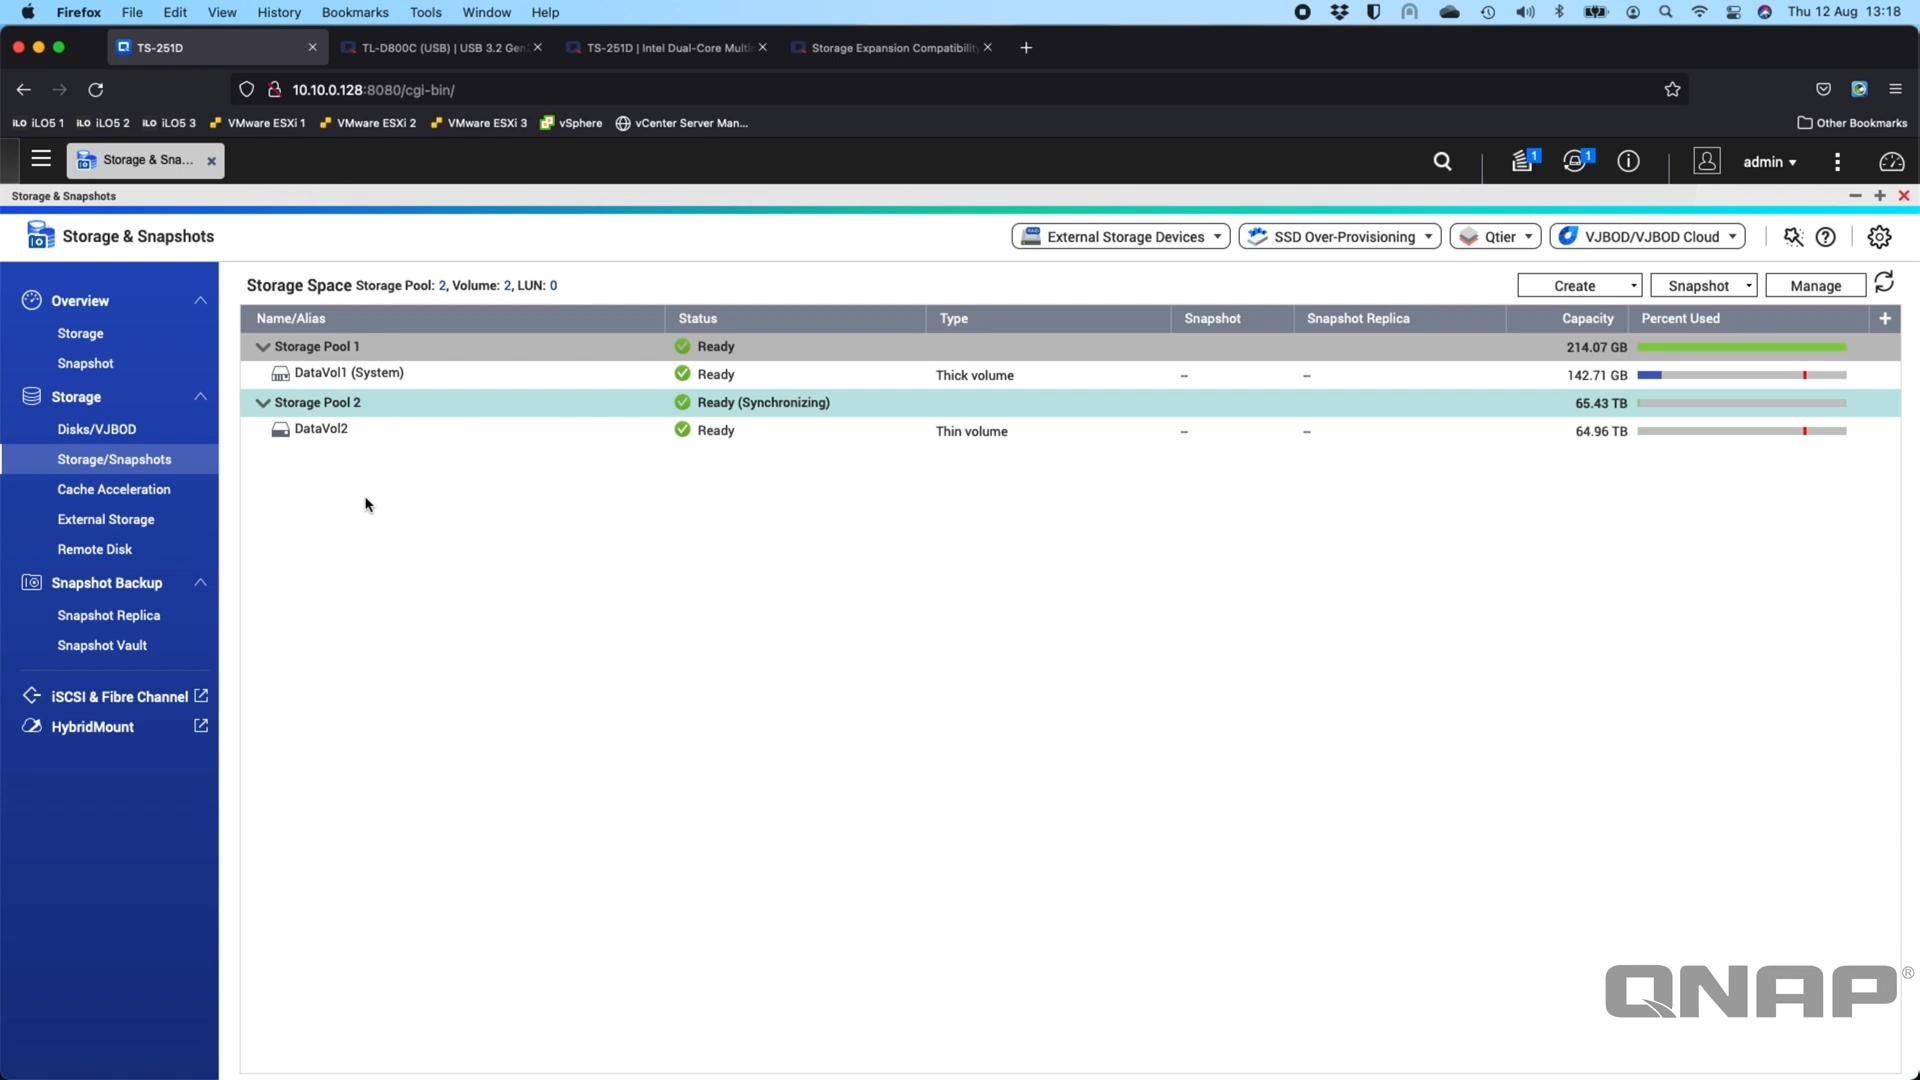 Firefox File Edit View History Bookmarks Tools Window Help Thu 12 Aug 13:18
TS-251D TL-D800C (USB) | USB 3.2 Gen TS-251D | Intel Dual-Core Multi Storage Expansion Compatibilit
10.10.0.128:8080/cgi-bin/
iLO iLO5 1 iLO iLO5 2 iLO iLO5 3 VMware ESXi 1 VMware ESXi 2 VMware ESXi 3 vSphere vCenter Server Man... Other Bookmarks
Storage & Sna... 1 1 admin
Storage & Snapshots
Storage & Snapshots External Storage Devices SSD Over-Provisioning Qtier VJBOD/VJBOD Cloud
Overview
Storage
Snapshot
Storage
Disks/VJBOD
Storage/Snapshots
Cache Acceleration
External Storage
Remote Disk
Snapshot Backup
Snapshot Replica
Snapshot Vault
iSCSI & Fibre Channel
HybridMount
Storage Space Storage Pool: 2, Volume: 2, LUN: 0 Create Snapshot Manage
Name/Alias Status Type Snapshot Snapshot Replica Capacity Percent Used +
Storage Pool 1 Ready 214.07 GB
DataVol1 (System) Ready Thick volume -- -- 142.71 GB
Storage Pool 2 Ready (Synchronizing) 65.43 TB
DataVol2 Ready Thin volume -- -- 64.96 TB
QNAP®